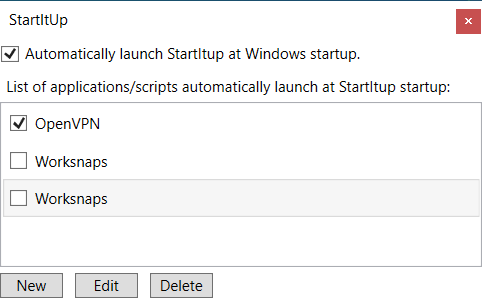 StartItUp
Automatically launch StartItup at Windows startup.
List of applications/scripts automatically launch at StartItup startup:
OpenVPN
Worksnaps
Worksnaps
New Edit Delete